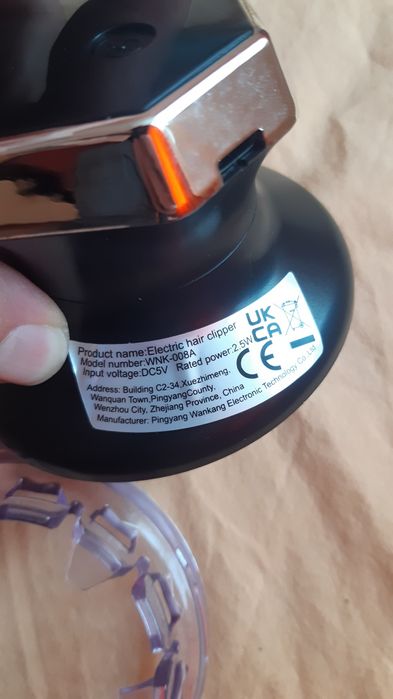 Product name:Electric hair clipper
Model number:WNK-008A
Input voltage:DC5V Rated power:2.5W
UK
CA
CE
Address: Building C2-34,Xuezhimeng,
Wanquan Town,PingyangCounty,
Wenzhou City, Zhejiang Province, China
Manufacturer: Pingyang Wankang Electronic Technology Co.,Ltd.